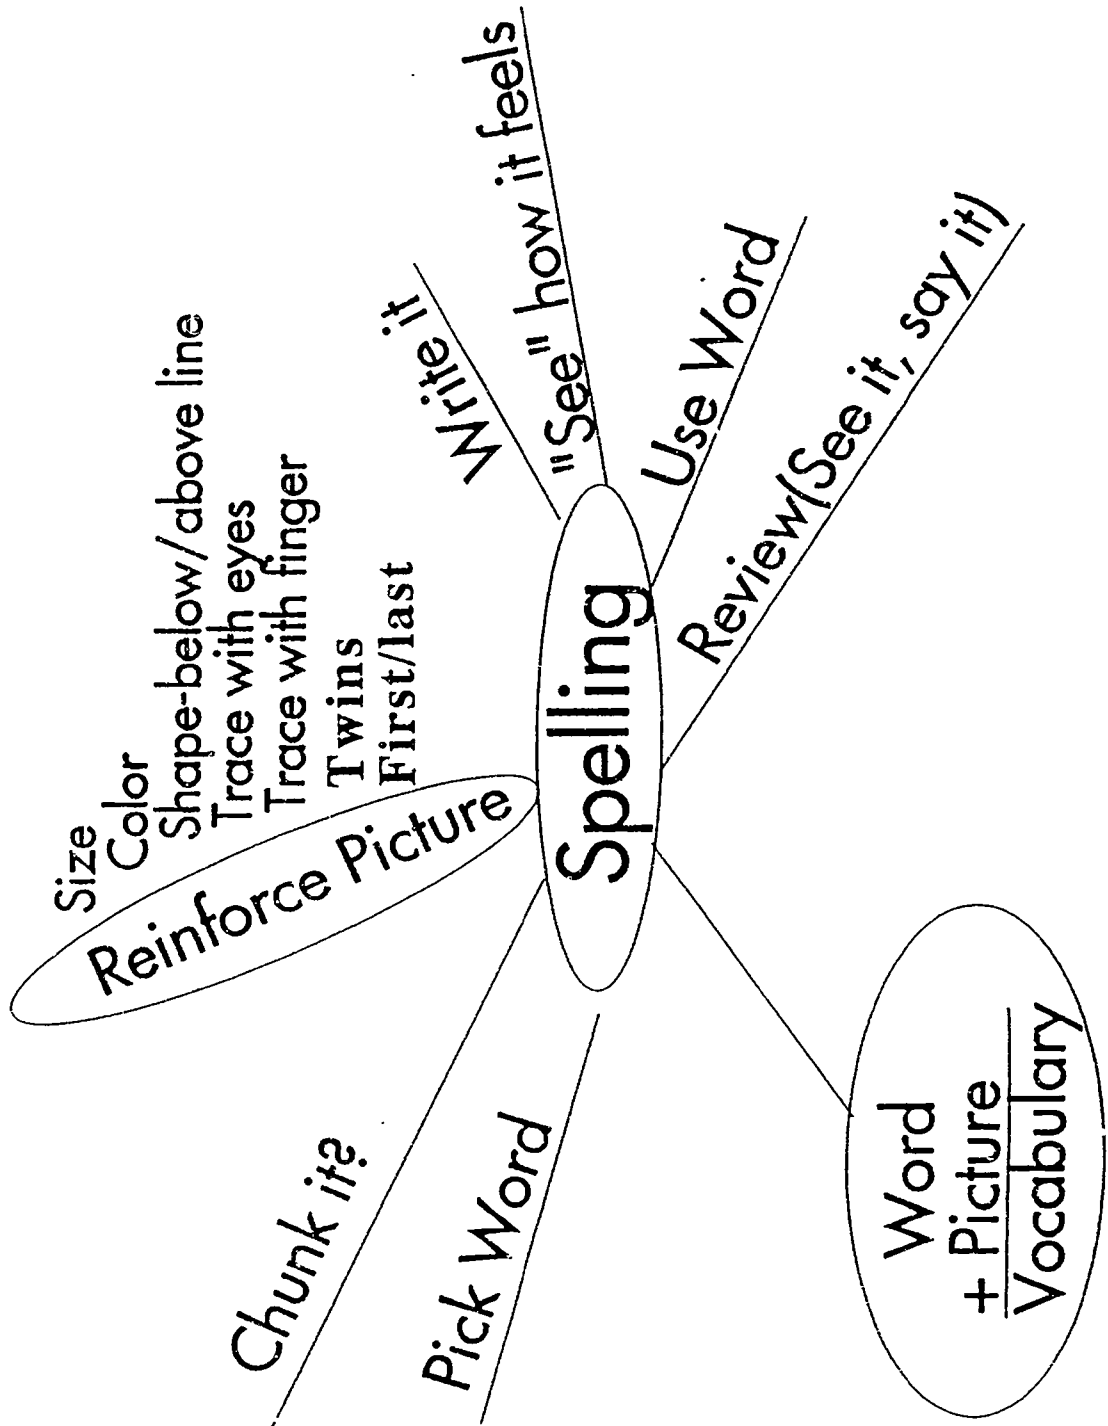 Size
Color
Shape-below/above line
Trace with eyes
Trace with finger
Twins
First/last
Reinforce Picture
Chunk it?
Write it
"See" how it feels
Pick Word
Spelling
Use Word
Review(See it, say it)
Word
+ Picture
Vocabulary